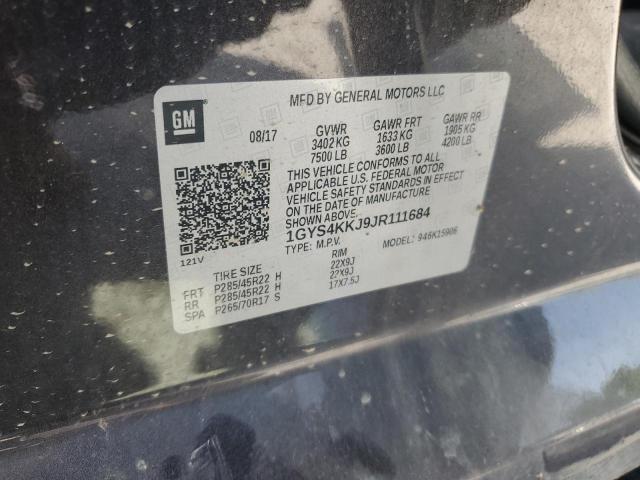 GM
MFD BY GENERAL MOTORS LLC
08/17 GVWR GAWR FRT GAWR RR
3402 KG 1633 KG 1905 KG
7500 LB 3600 LB 4200 LB
THIS VEHICLE CONFORMS TO ALL
APPLICABLE U.S. FEDERAL MOTOR
VEHICLE SAFETY STANDARDS IN EFFECT
ON THE DATE OF MANUFACTURE
SHOWN ABOVE.
1GYS4KKJ9JR111684
TYPE: M.P.V. MODEL: 946K15906
121V
TIRE SIZE RIM
FRT P285/45R22 H 22X9J
RR P285/45R22 H 22X9J
SPA P265/70R17 S 17X7.5J